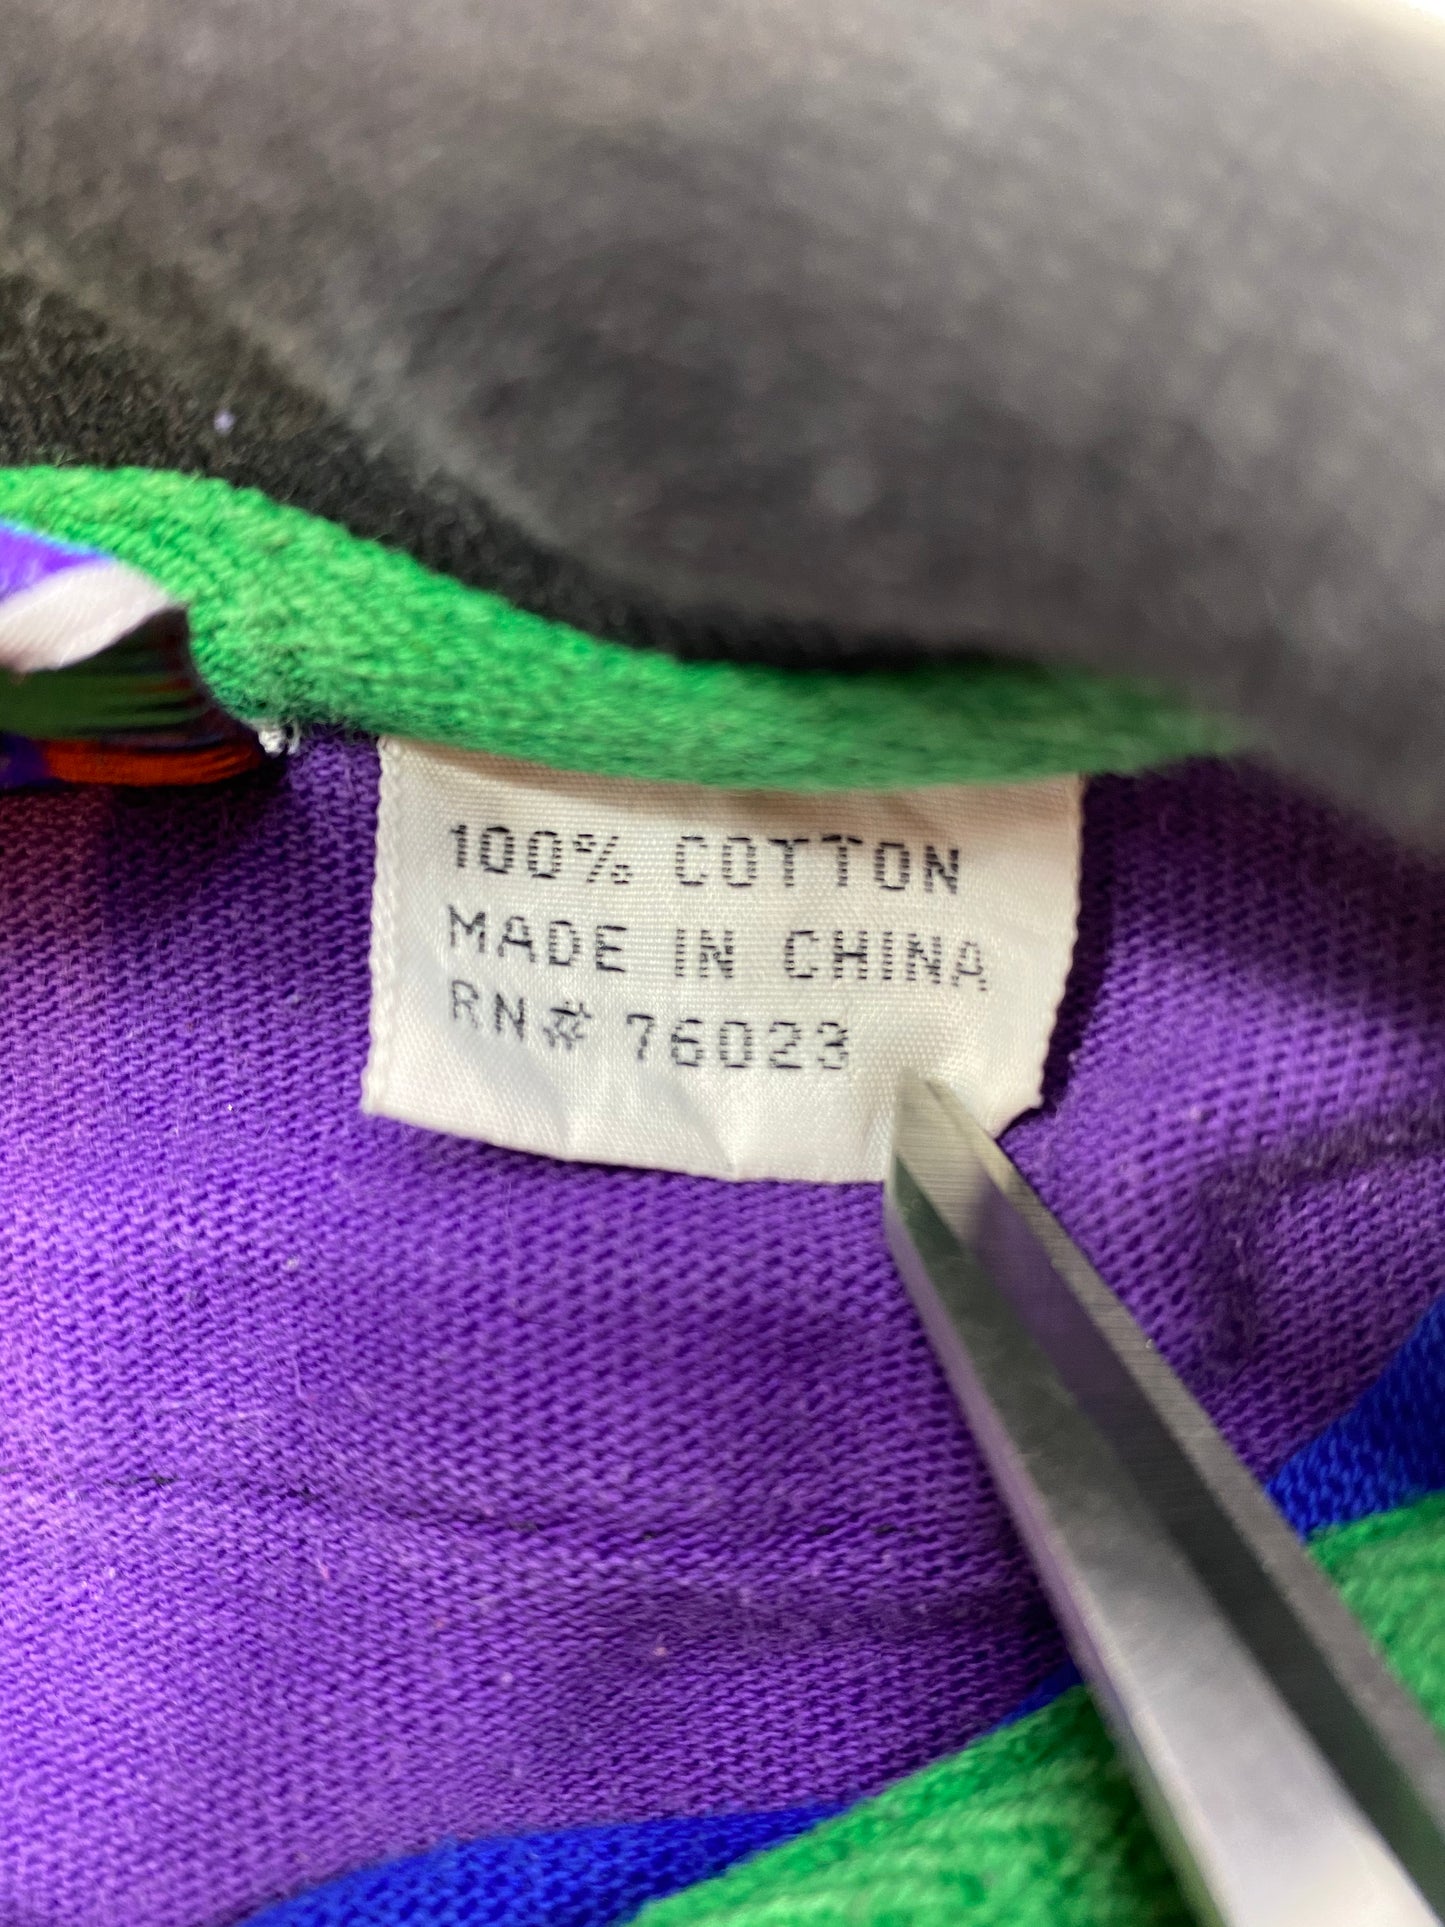 100% COTTON
MADE IN CHINA
RN# 76023